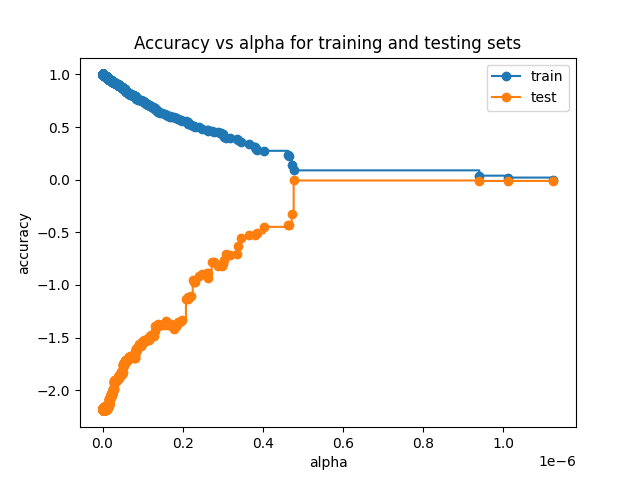 Accuracy vs alpha for training and testing sets
train
test
accuracy
1.0
0.5
0.0
−0.5
−1.0
−1.5
−2.0
0.0 0.2 0.4 0.6 0.8 1.0
1e−6
alpha